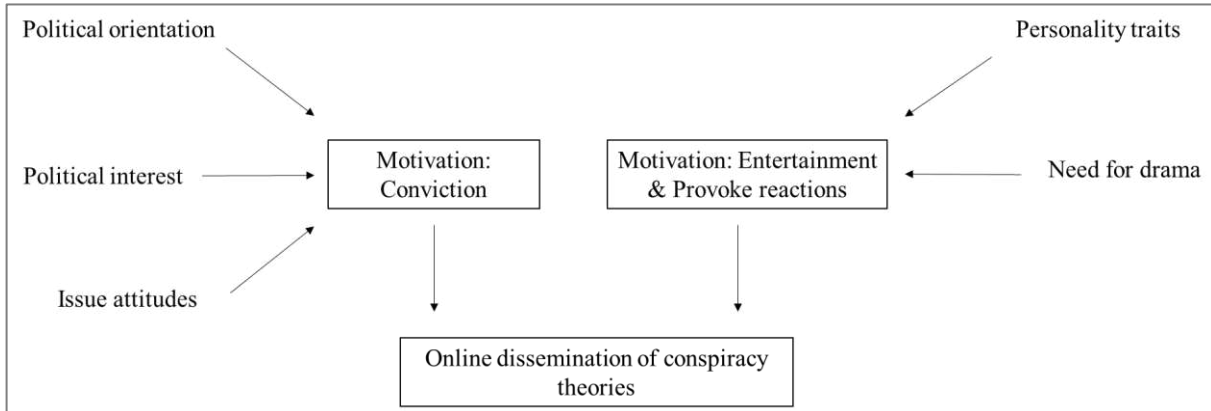 Political orientation
Personality traits
Motivation:
Conviction
Motivation: Entertainment
& Provoke reactions
Political interest
Need for drama
Issue attitudes
Online dissemination of conspiracy
theories